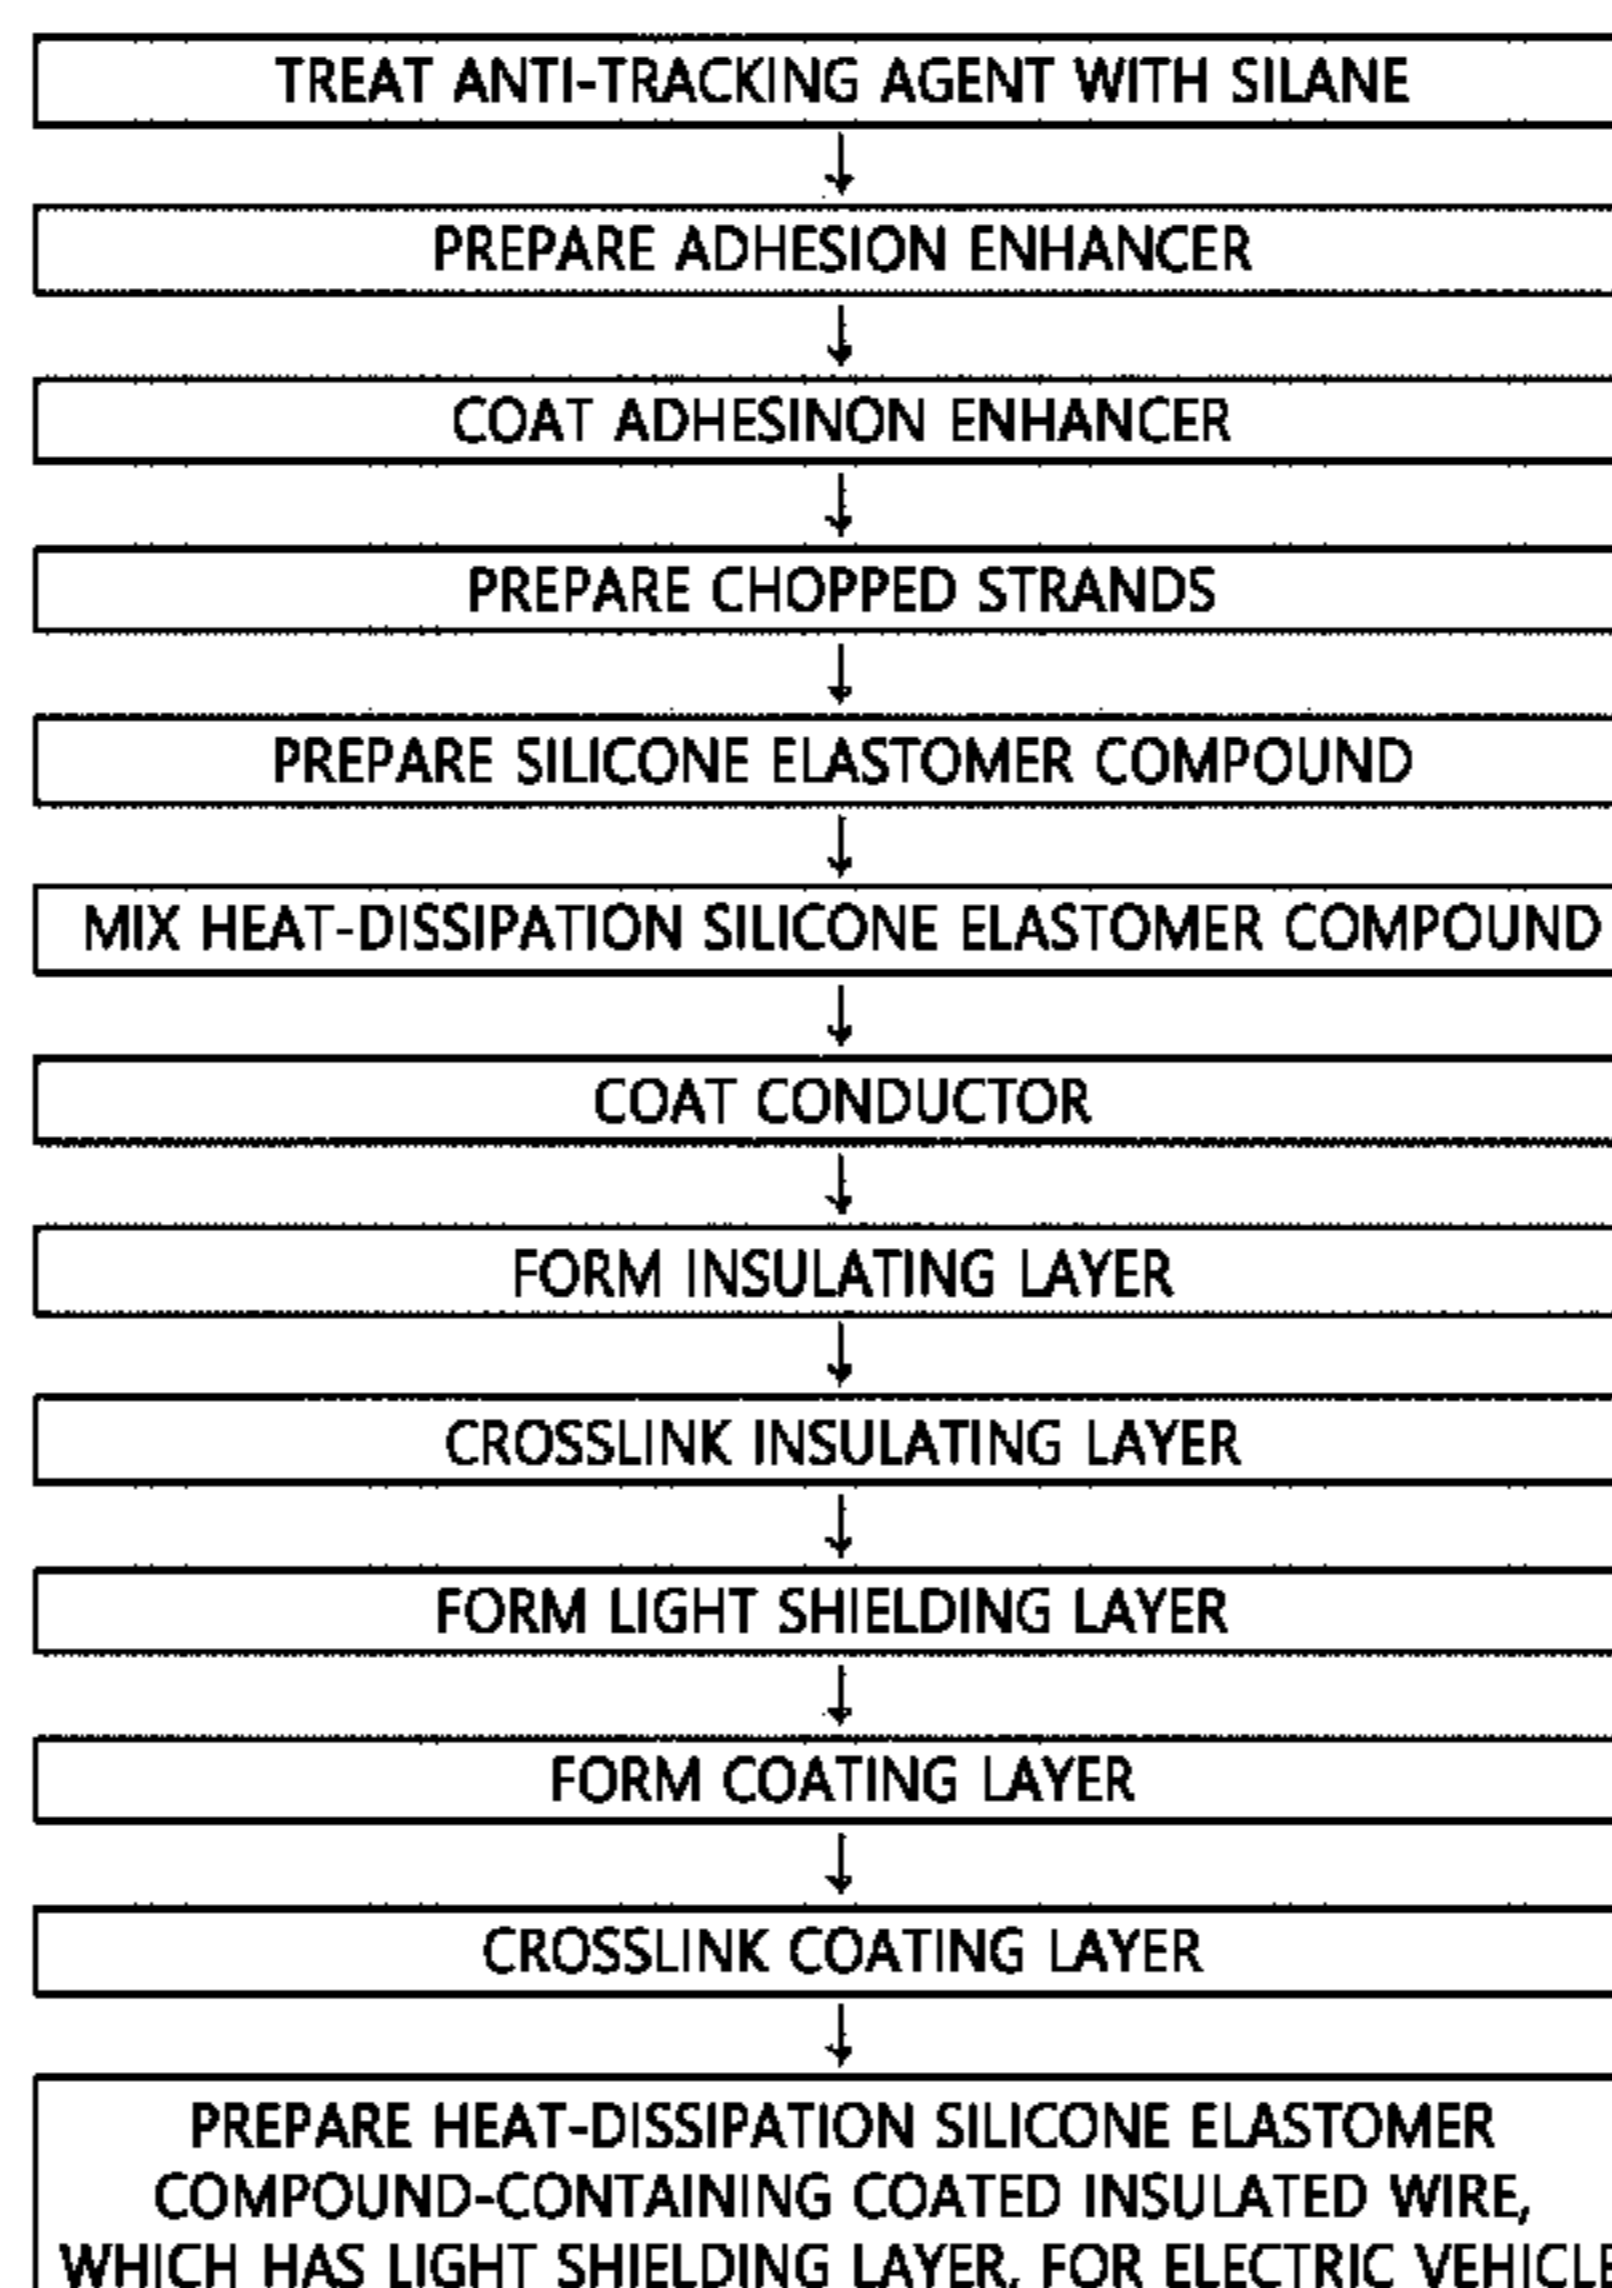 TREAT ANTI-TRACKING AGENT WITH SILANE
PREPARE ADHESION ENHANCER
COAT ADHESINON ENHANCER
PREPARE CHOPPED STRANDS
PREPARE SILICONE ELASTOMER COMPOUND
MIX HEAT-DISSIPATION SILICONE ELASTOMER COMPOUND
COAT CONDUCTOR
FORM INSULATING LAYER
CROSSLINK INSULATING LAYER
FORM LIGHT SHIELDING LAYER
FORM COATING LAYER
CROSSLINK COATING LAYER
PREPARE HEAT-DISSIPATION SILICONE ELASTOMER
COMPOUND-CONTAINING COATED INSULATED WIRE,
WHICH HAS LIGHT SHIELDING LAYER, FOR ELECTRIC VEHICLE